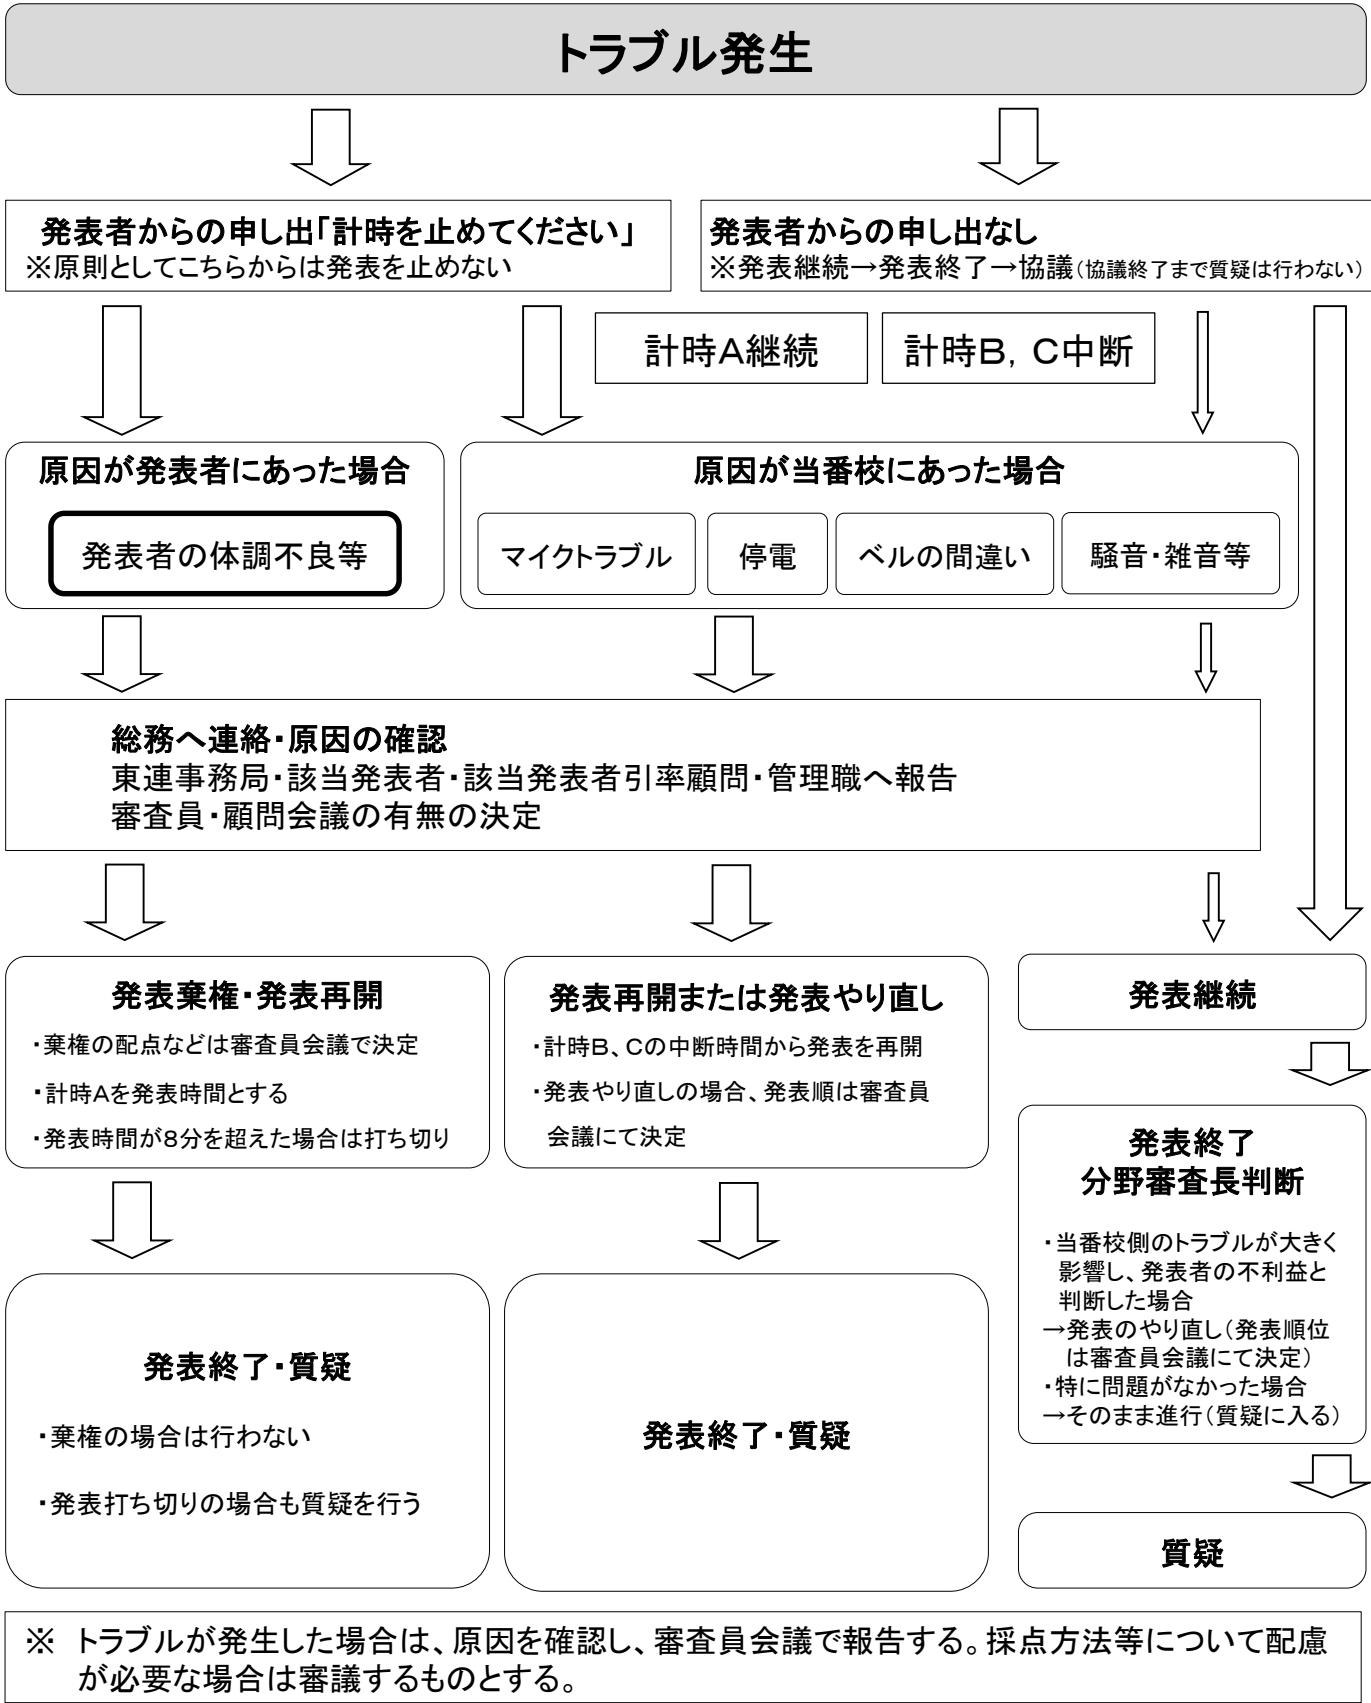 トラブル発生
発表者からの申し出「計時を止めてください」
※原則としてこちらからは発表を止めない
発表者からの申し出なし
※発表継続→発表終了→協議(協議終了まで質疑は行わない)
計時A継続
計時B，C中断
原因が発表者にあった場合
発表者の体調不良等
原因が当番校にあった場合
マイクトラブル
停電
ベルの間違い
騒音・雑音等
総務へ連絡・原因の確認
東連事務局・該当発表者・該当発表者引率顧問・管理職へ報告
審査員・顧問会議の有無の決定
発表棄権・発表再開
・棄権の配点などは審査員会議で決定
・計時Aを発表時間とする
・発表時間が8分を超えた場合は打ち切り
発表再開または発表やり直し
・計時B、Cの中断時間から発表を再開
・発表やり直しの場合、発表順は審査員
会議にて決定
発表継続
発表終了
分野審査長判断
・当番校側のトラブルが大きく
影響し、発表者の不利益と
判断した場合
→発表のやり直し(発表順位
は審査員会議にて決定)
・特に問題がなかった場合
→そのまま進行(質疑に入る)
発表終了・質疑
・棄権の場合は行わない
・発表打ち切りの場合も質疑を行う
発表終了・質疑
質疑
※ トラブルが発生した場合は、原因を確認し、審査員会議で報告する。採点方法等について配慮
が必要な場合は審議するものとする。